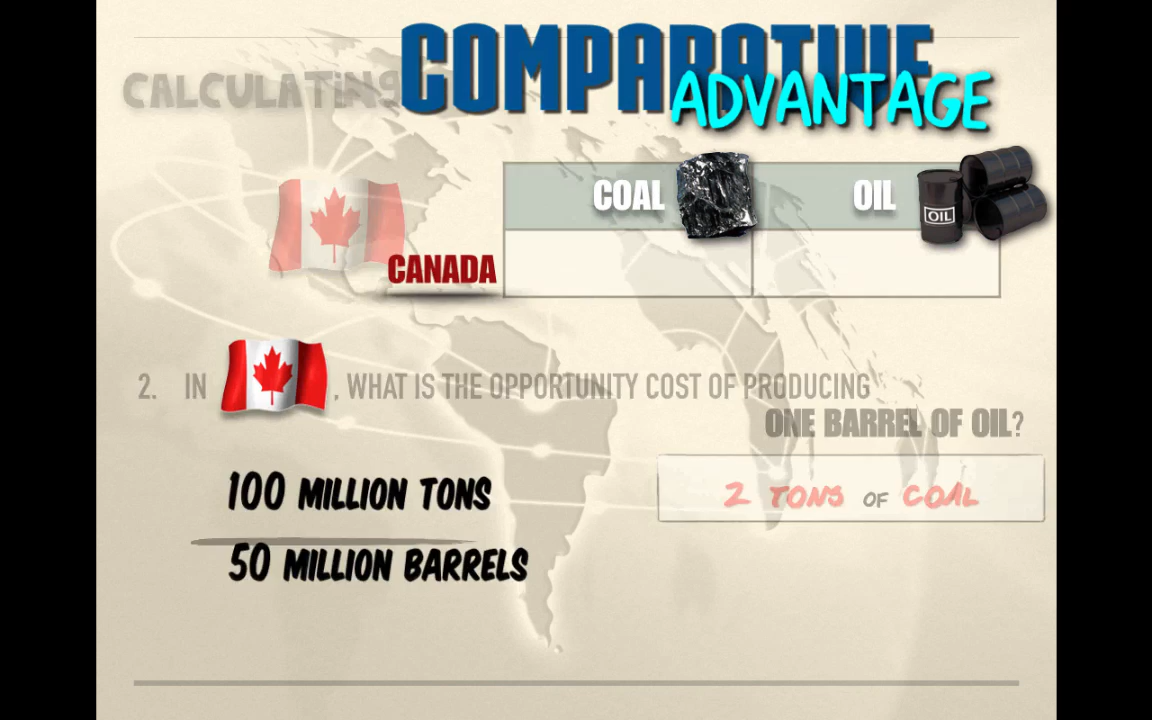 CALCULATING COMPARATIVE
ADVANTAGE
COAL OIL
OIL
CANADA
2. IN , WHAT IS THE OPPORTUNITY COST OF PRODUCING
ONE BARREL OF OIL?
100 MILLION TONS
2 TONS OF COAL
50 MILLION BARRELS